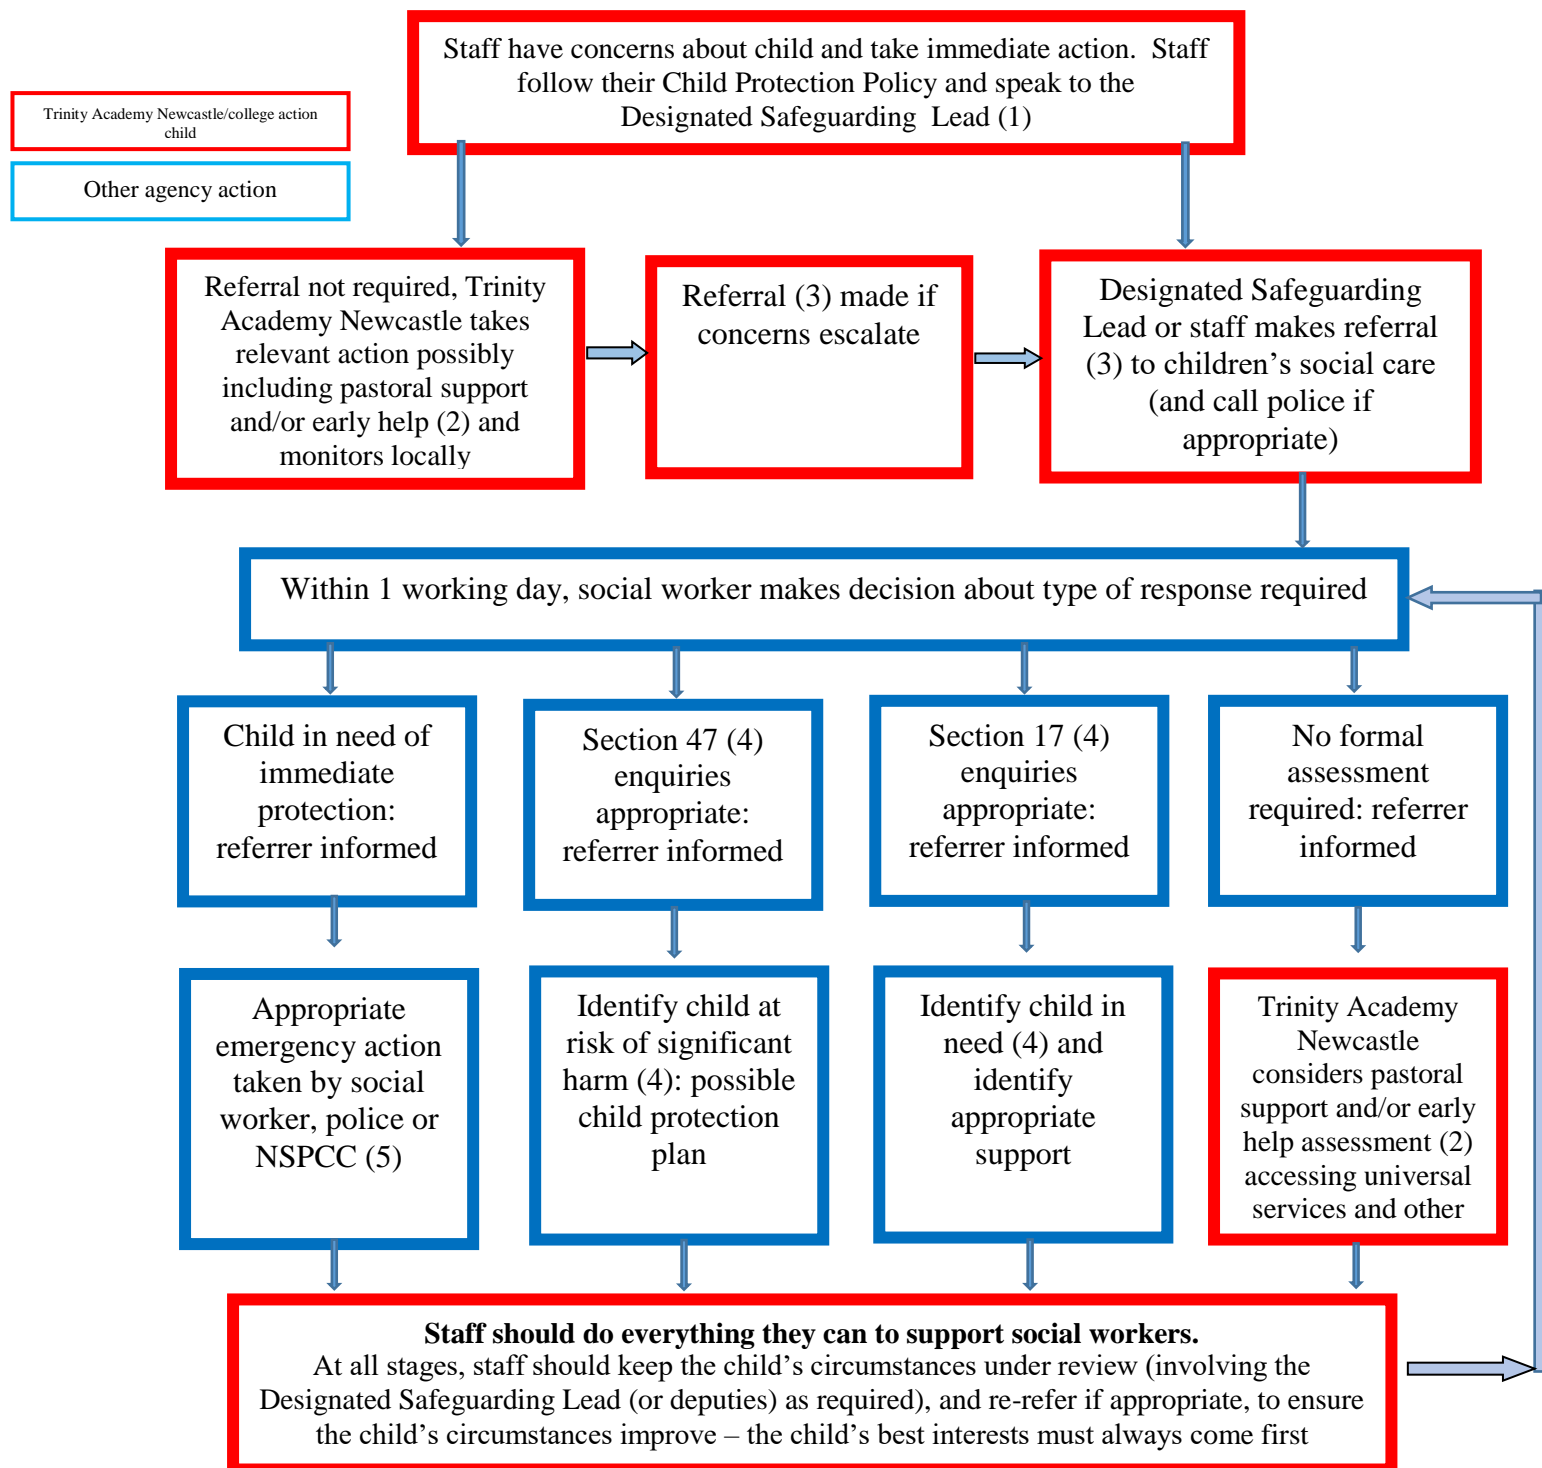 Staff have concerns about child and take immediate action. Staff
follow their Child Protection Policy and speak to the
Designated Safeguarding Lead (1)
Trinity Academy Newcastle/college action
child
Other agency action
Referral not required, Trinity
Academy Newcastle takes
relevant action possibly
including pastoral support
and/or early help (2) and
monitors locally
Referral (3) made if
concerns escalate
Designated Safeguarding
Lead or staff makes referral
(3) to children’s social care
(and call police if
appropriate)
Within 1 working day, social worker makes decision about type of response required
Child in need of
immediate
protection:
referrer informed
Section 47 (4)
enquiries
appropriate:
referrer informed
Section 17 (4)
enquiries
appropriate:
referrer informed
No formal
assessment
required: referrer
informed
Appropriate
emergency action
taken by social
worker, police or
NSPCC (5)
Identify child at
risk of significant
harm (4): possible
child protection
plan
Identify child in
need (4) and
identify
appropriate
support
Trinity Academy
Newcastle
considers pastoral
support and/or early
help assessment (2)
accessing universal
services and other
Staff should do everything they can to support social workers.
At all stages, staff should keep the child’s circumstances under review (involving the
Designated Safeguarding Lead (or deputies) as required), and re-refer if appropriate, to ensure
the child’s circumstances improve – the child’s best interests must always come first